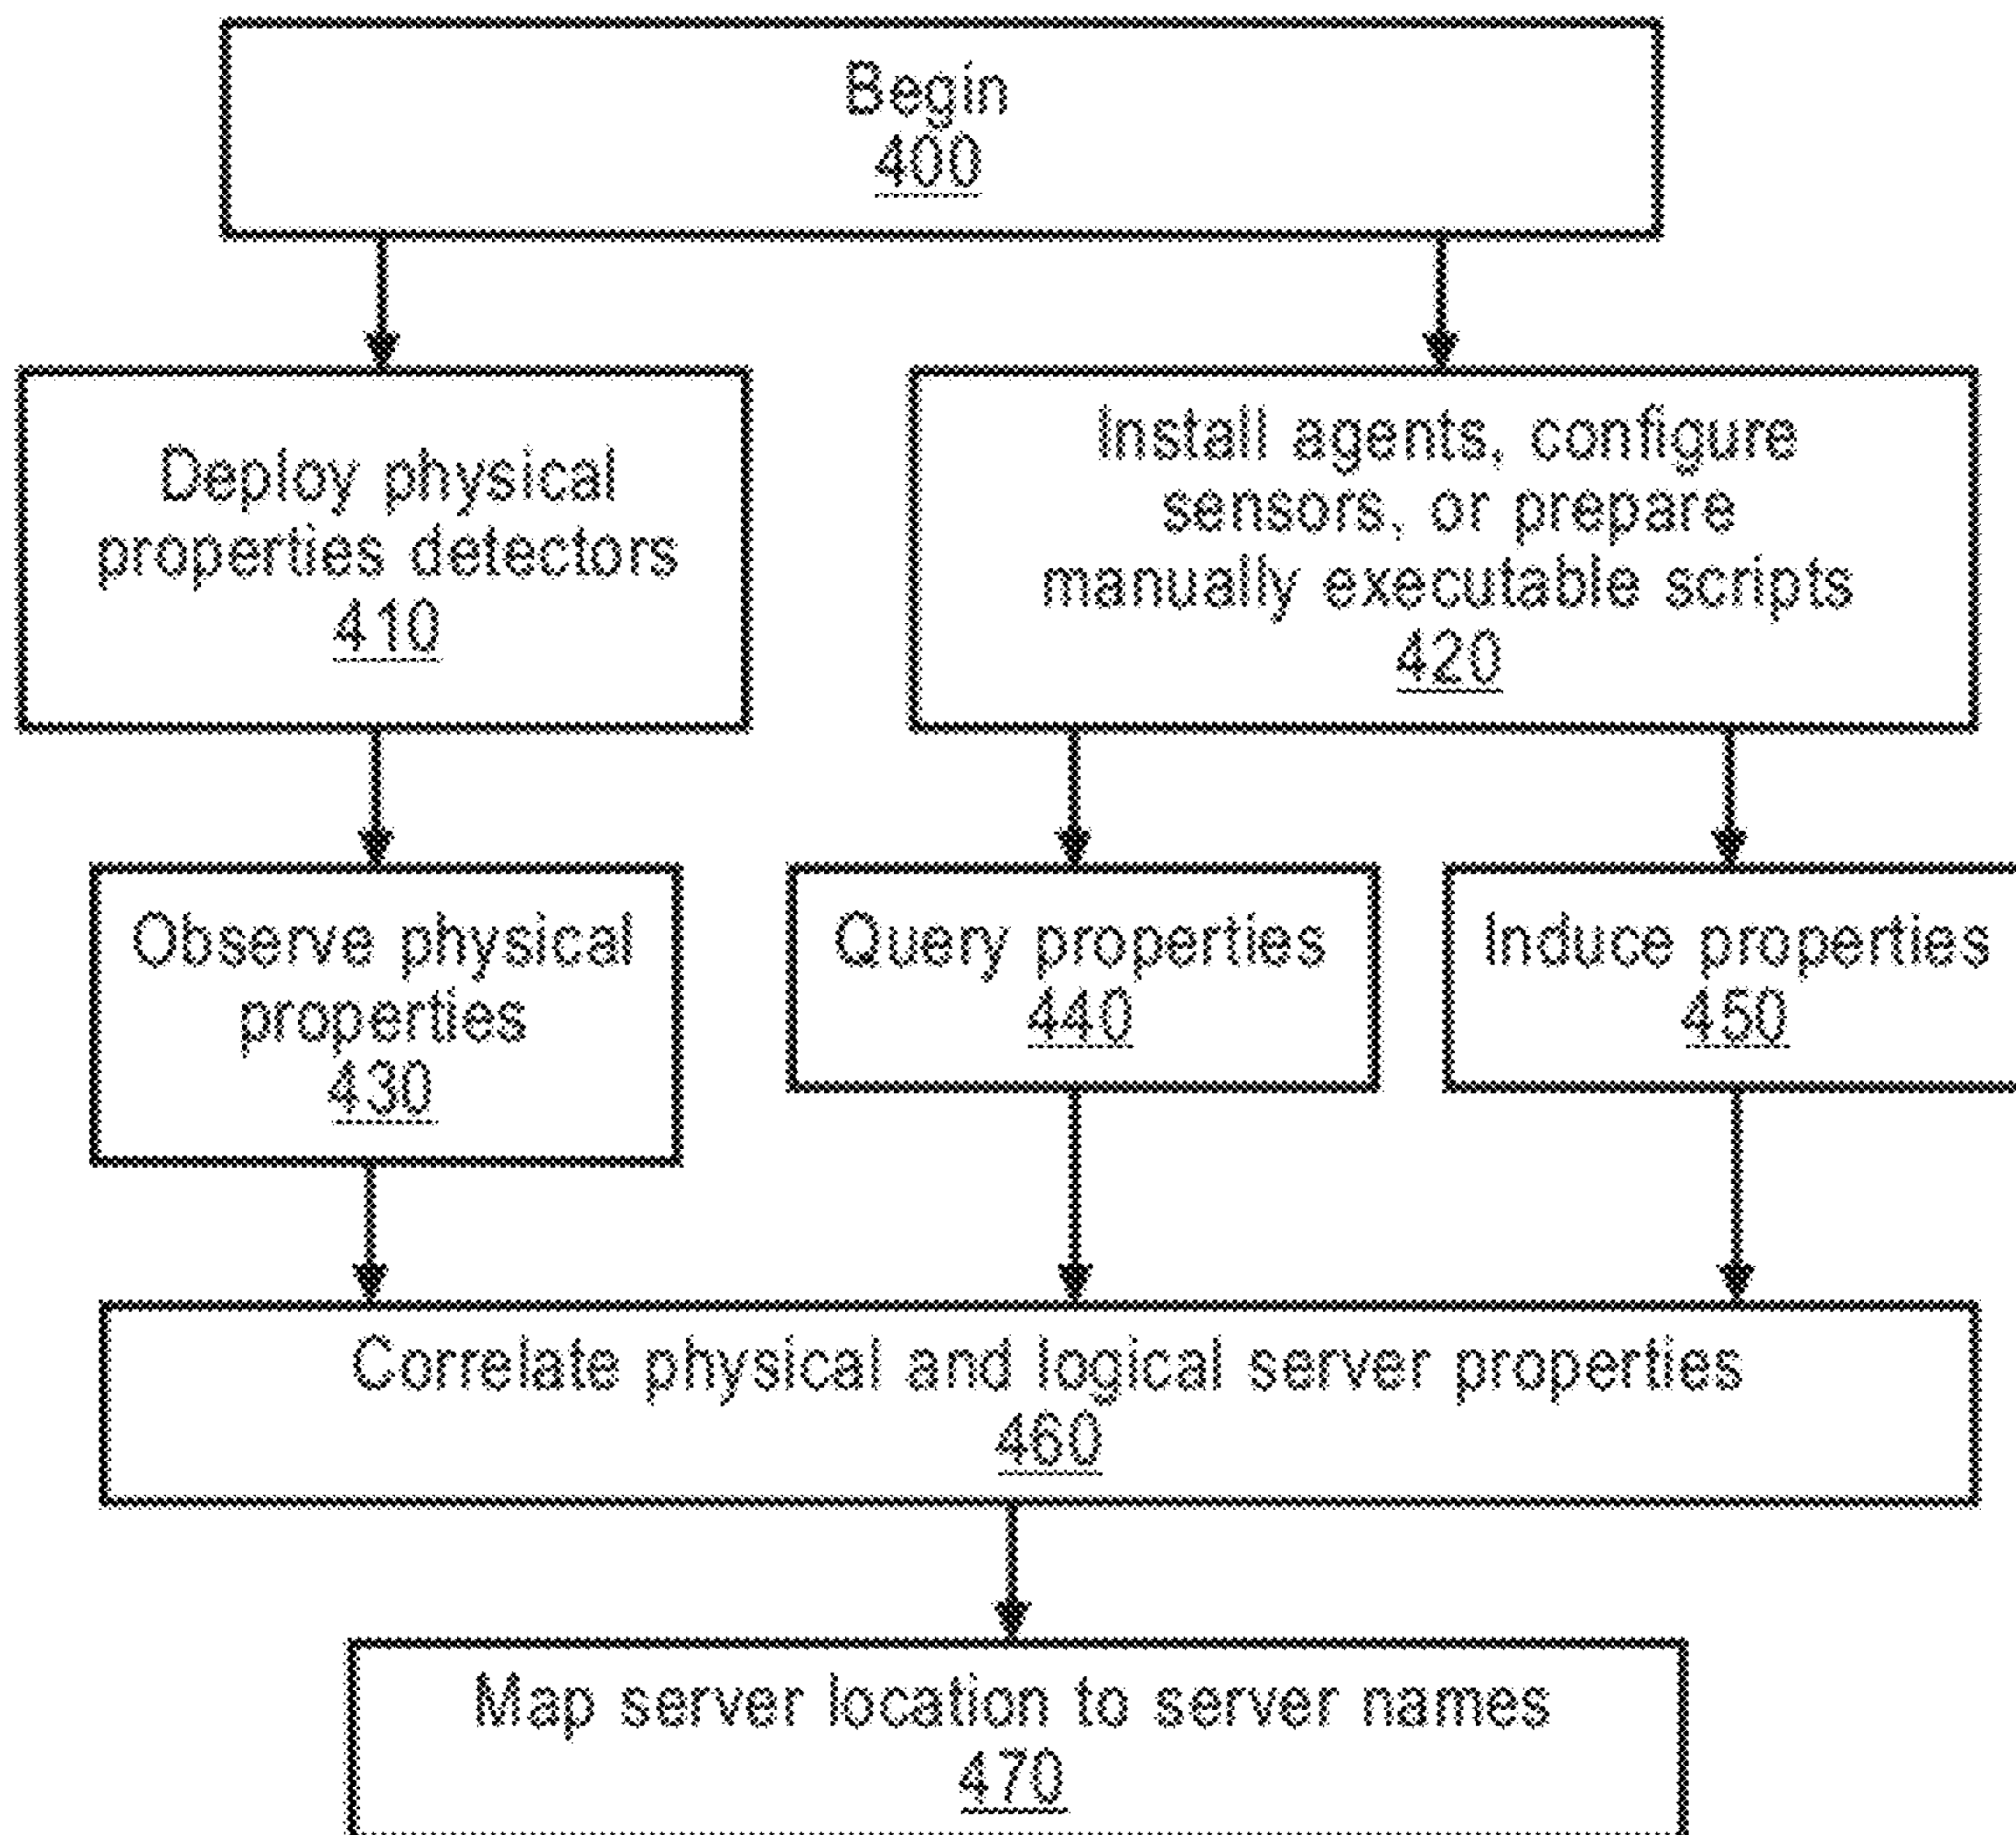 Begin
400
Deploy physical
properties detectors
410
Install agents, configure
sensors, or prepare
manually executable scripts
420
Observe physical
properties
430
Query properties
440
Induce properties
450
Correlate physical and logical server properties
460
Map server location to server names
470